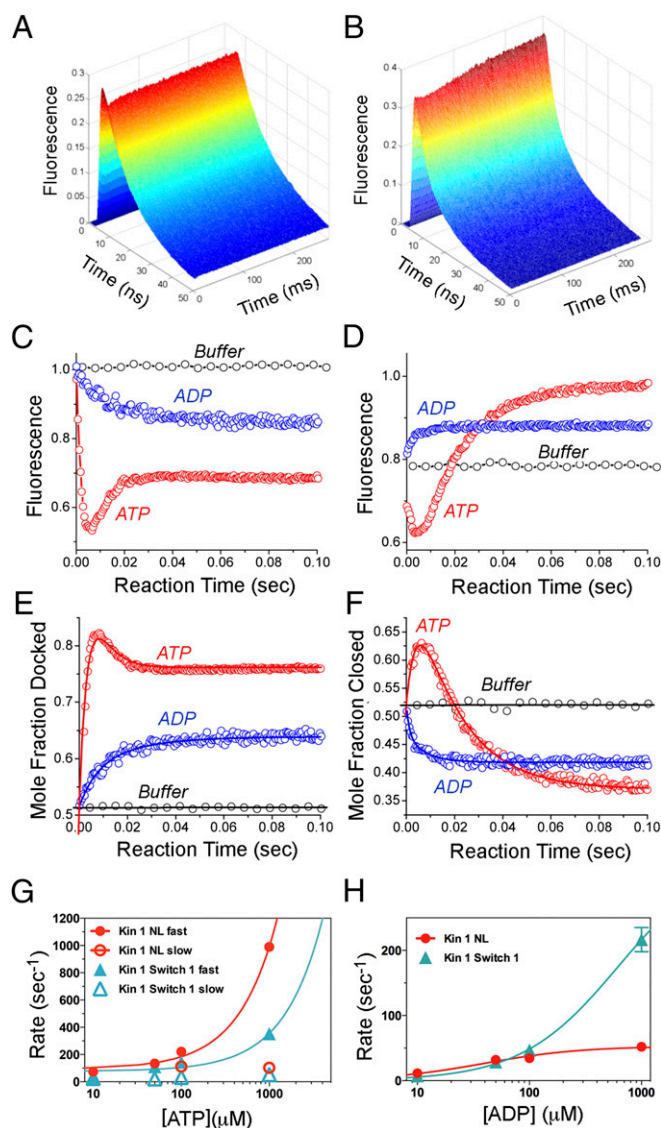 A
B
0.3
0.25
0.2
0.15
0.1
0.05
0
Fluorescence
0
10
20
30
40
50
Time (ns)
0
100
200
Time (ms)
0.4
0.3
0.2
0.1
0
Fluorescence
0
10
20
30
40
50
Time (ns)
0
100
200
Time (ms)
C
D
1.0
0.9
0.8
0.7
0.6
Fluorescence
Buffer
ADP
ATP
0.00 0.02 0.04 0.06 0.08 0.10
Reaction Time (sec)
1.0
0.8
0.6
Fluorescence
ADP
Buffer
ATP
0.00 0.02 0.04 0.06 0.08 0.10
Reaction Time (sec)
E
F
0.8
0.7
0.6
0.5
Mole Fraction Docked
ATP
ADP
Buffer
0.00 0.02 0.04 0.06 0.08 0.10
Reaction Time (sec)
0.65
0.60
0.55
0.50
0.45
0.40
0.35
Mole Fraction Closed
ATP
Buffer
ADP
0.00 0.02 0.04 0.06 0.08 0.10
Reaction Time (sec)
G
H
1200
1000
800
600
400
200
0
Rate (sec-1)
Kin 1 NL fast
Kin 1 NL slow
Kin 1 Switch 1 fast
Kin 1 Switch 1 slow
10 100 1000
[ATP](μM)
200
100
0
Rate (sec-1)
Kin 1 NL
Kin 1 Switch 1
10 100 1000
[ADP] (μM)